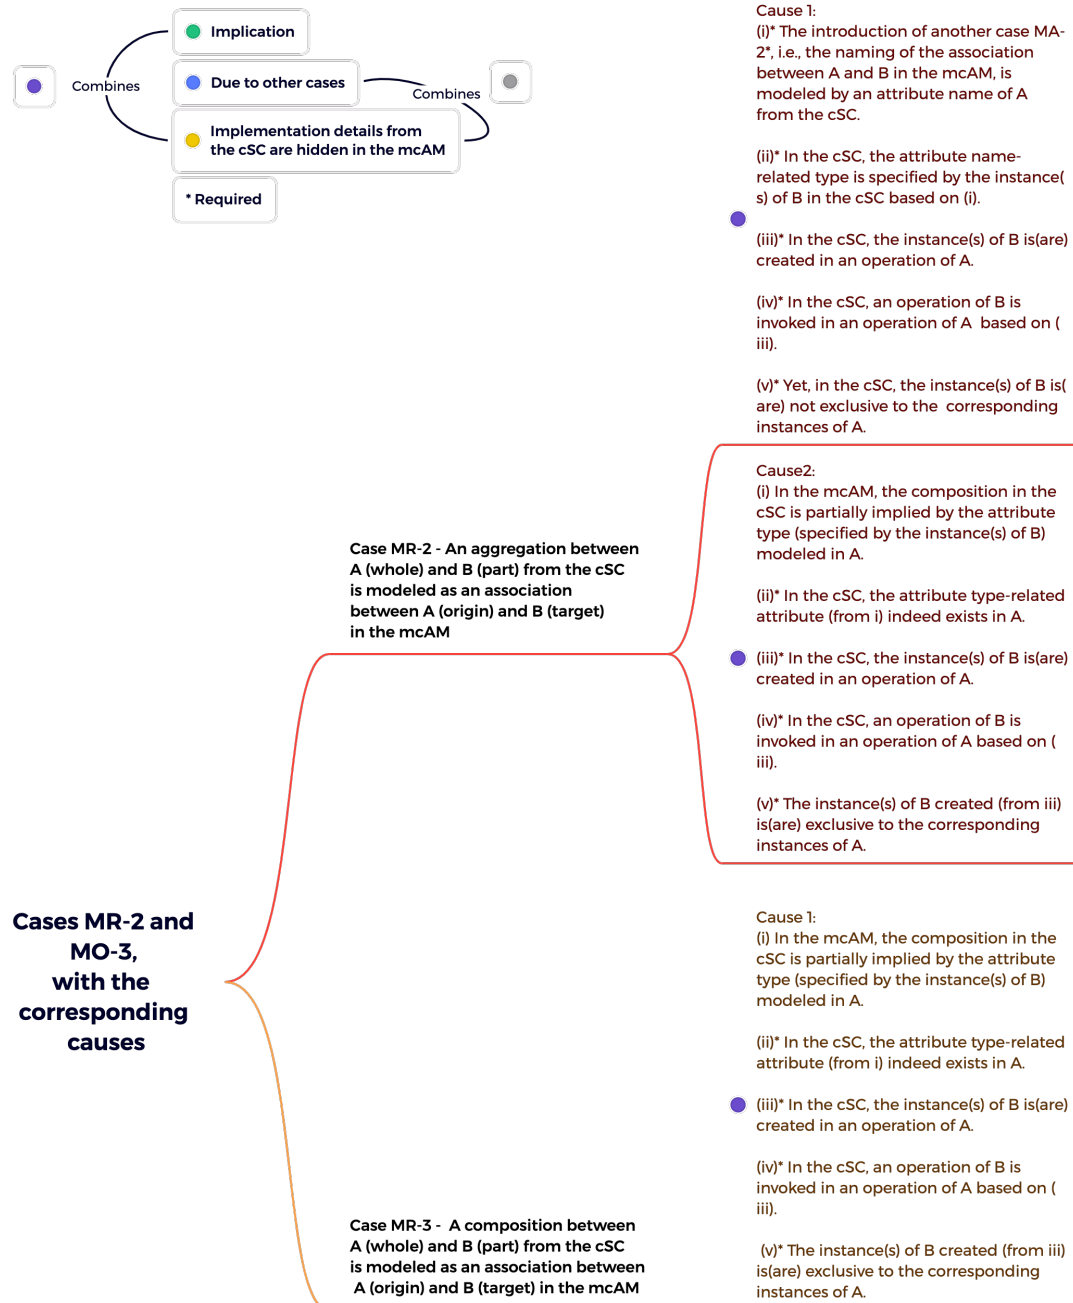 Implication
Combines
Due to other cases
Combines
Implementation details from
the cSC are hidden in the mcAM
* Required
Cause 1:
(i)* The introduction of another case MA-
2*, i.e., the naming of the association
between A and B in the mcAM, is
modeled by an attribute name of A
from the cSC.
(ii)* In the cSC, the attribute name-
related type is specified by the instance(
s) of B in the cSC based on (i).
(iii)* In the cSC, the instance(s) of B is(are)
created in an operation of A.
(iv)* In the cSC, an operation of B is
invoked in an operation of A  based on (
iii).
(v)* Yet, in the cSC, the instance(s) of B is(
are) not exclusive to the  corresponding
instances of A.
Case MR-2 - An aggregation between
A (whole) and B (part) from the cSC
is modeled as an association
between A (origin) and B (target)
in the mcAM
Cause2:
(i) In the mcAM, the composition in the
cSC is partially implied by the attribute
type (specified by the instance(s) of B)
modeled in A.
(ii)* In the cSC, the attribute type-related
attribute (from i) indeed exists in A.
(iii)* In the cSC, the instance(s) of B is(are)
created in an operation of A.
(iv)* In the cSC, an operation of B is
invoked in an operation of A based on (
iii).
(v)* The instance(s) of B created (from iii)
is(are) exclusive to the corresponding
instances of A.
Cases MR-2 and
MO-3,
with the
corresponding
causes
Cause 1:
(i) In the mcAM, the composition in the
cSC is partially implied by the attribute
type (specified by the instance(s) of B)
modeled in A.
(ii)* In the cSC, the attribute type-related
attribute (from i) indeed exists in A.
(iii)* In the cSC, the instance(s) of B is(are)
created in an operation of A.
(iv)* In the cSC, an operation of B is
invoked in an operation of A based on (
iii).
(v)* The instance(s) of B created (from iii)
is(are) exclusive to the corresponding
instances of A.
Case MR-3 -  A composition between
A (whole) and B (part) from the cSC
is modeled as an association between
A (origin) and B (target) in the mcAM